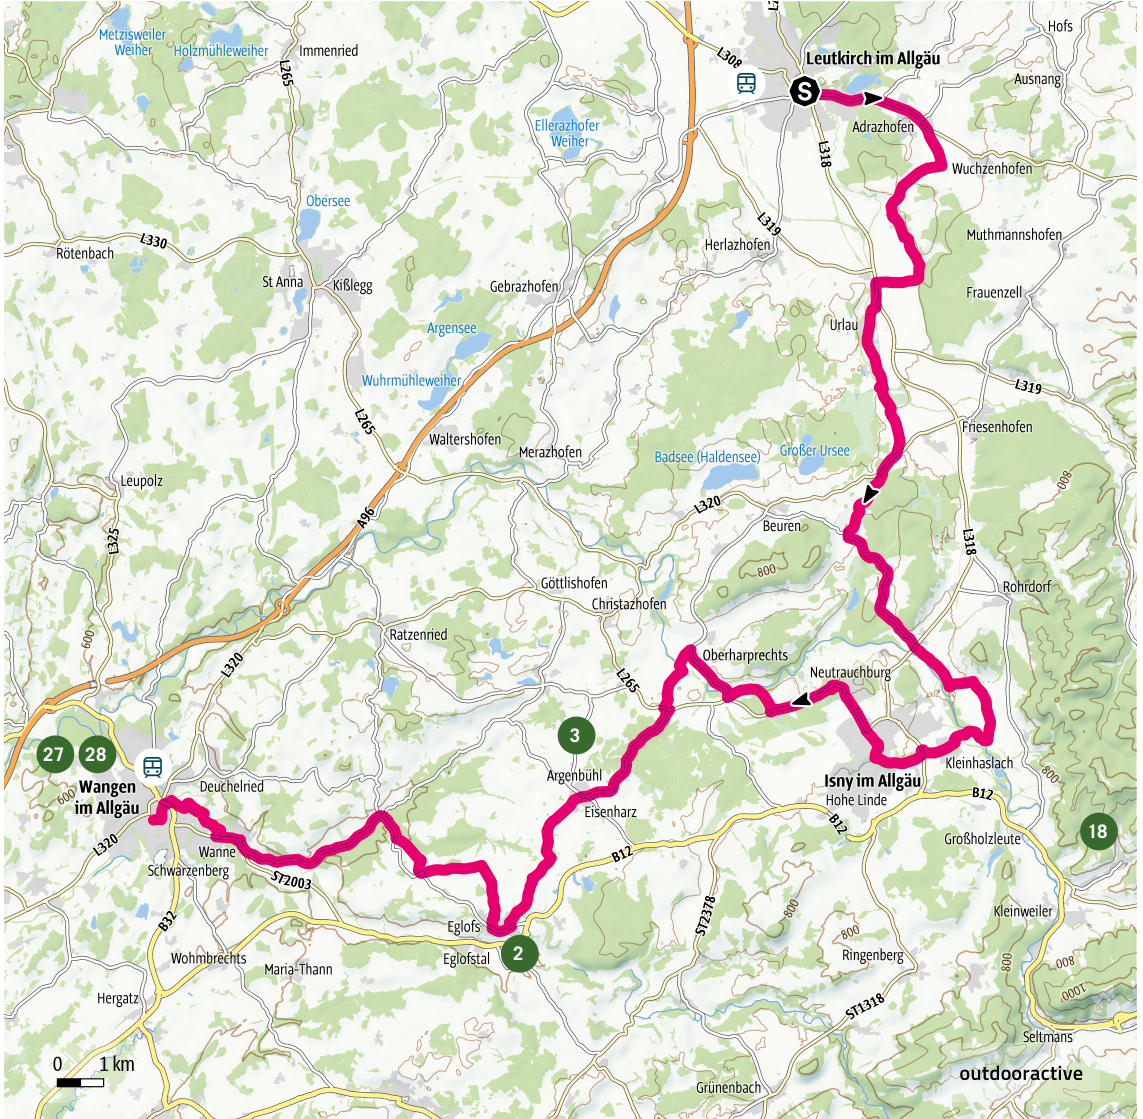 Metzisweiler
Weiher
Holzmühleweiher
Immenried
L265
L308
Leutkirch im Allgäu
S
Hofs
Ausnang
Ellerazhofer
Weiher
Adrazhofen
L318
Wuchzenhofen
Obersee
L330
Rötenbach
L319
Herlazhofen
Muthmannshofen
St Anna
Kißlegg
Gebrazhofen
Frauenzell
Argensee
Urlau
Wuhrmühleweiher
L319
L265
Waltershofen
Merazhofen
Friesenhofen
Badsee (Haldensee)
Großer Ursee
Leupolz
800
L320
A96
Beuren
L325
L318
800
Göttlishofen
Christazhofen
Rohrdorf
600
Ratzenried
L320
Oberharprechts
Neutrauchburg
L265
27
28
3
Wangen
im Allgäu
600
Deuchelried
Argenbühl
Isny im Allgäu
Kleinhaslach
800
Hohe Linde
B12
Eisenharz
B12
18
L320
Wanne
Schwarzenberg
ST2003
B12
Großholzleute
B32
Eglofs
Eglofstal
2
ST2378
800
Kleinweiler
800
Wohmbrechts
Maria-Thann
Ringenberg
800
800
Hergatz
1000
ST1318
Seltmans
0 1 km
Grünenbach
outdooractive